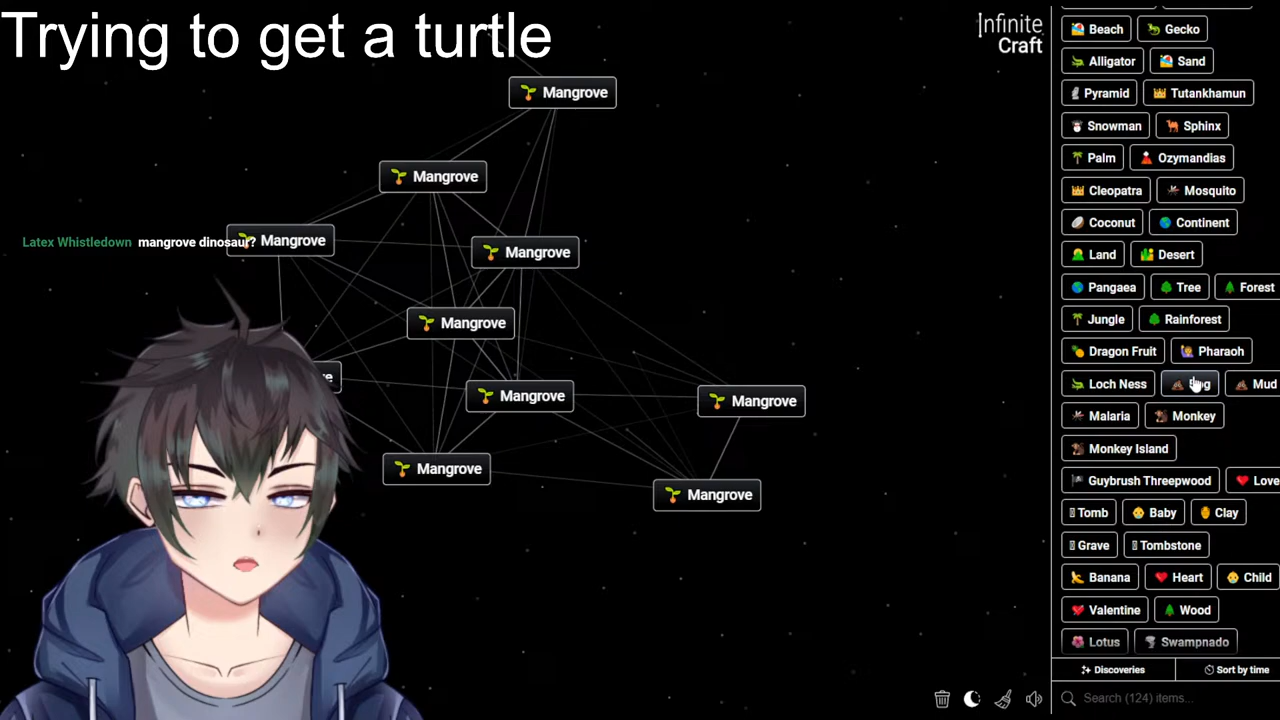 Trying to get a turtle
Infinite
Craft
Mangrove
Mangrove
Latex Whistledown mangrove dinosaur?
Mangrove
Mangrove
Mangrove
Mangrove
Mangrove
Mangrove
Mangrove
Beach Gecko
Alligator Sand
Pyramid Tutankhamun
Snowman Sphinx
Palm Ozymandias
Cleopatra Mosquito
Coconut Continent
Land Desert
Pangaea Tree Forest
Jungle Rainforest
Dragon Fruit Pharaoh
Loch Ness Mud
Malaria Monkey
Monkey Island
Guybrush Threepwood Love
Tomb Baby Clay
Grave Tombstone
Banana Heart Child
Valentine Wood
Lotus Swampnado
Discoveries Sort by time
Search (124) items...